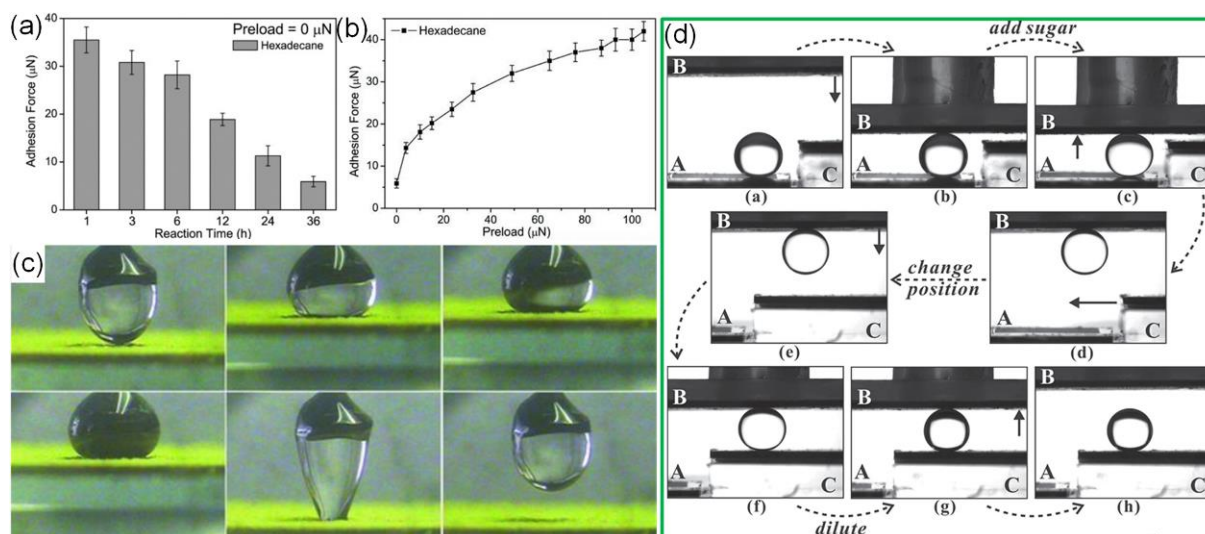 (a)
Preload = 0 μN
Hexadecane
Adhesion Force (μN)
40
30
20
10
0
1 3 6 12 24 36
Reaction Time (h)
(b)
Hexadecane
Adhesion Force (μN)
40
30
20
10
0
0 20 40 60 80 100
Preload (μN)
(c)
(d)
add sugar
B
A
C
(a)
B
A
C
(b)
B
A
C
(c)
B
A
C
(e)
change
position
B
A
C
(d)
B
A
C
(f)
B
A
C
(g)
B
A
C
(h)
dilute